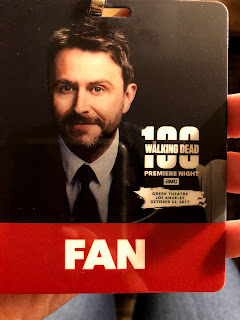 100
THE
WALKING DEAD
PREMIERE NIGHT
aMC
GREEK THEATRE
LOS ANGELES
OCTOBER 22, 2017
FAN